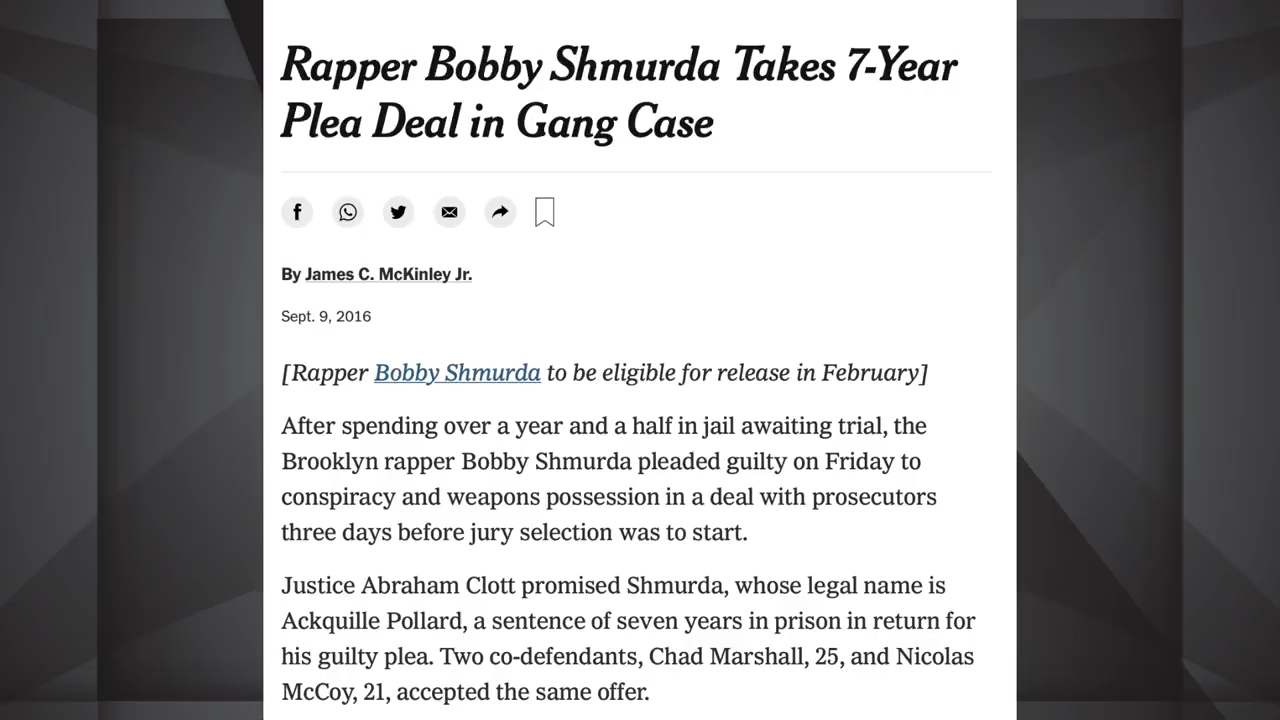 Rapper Bobby Shmurda Takes 7-Year
Plea Deal in Gang Case
By James C. McKinley Jr.
Sept. 9, 2016
[Rapper Bobby Shmurda to be eligible for release in February]
After spending over a year and a half in jail awaiting trial, the
Brooklyn rapper Bobby Shmurda pleaded guilty on Friday to
conspiracy and weapons possession in a deal with prosecutors
three days before jury selection was to start.
Justice Abraham Clott promised Shmurda, whose legal name is
Ackquille Pollard, a sentence of seven years in prison in return for
his guilty plea. Two co-defendants, Chad Marshall, 25, and Nicolas
McCoy, 21, accepted the same offer.